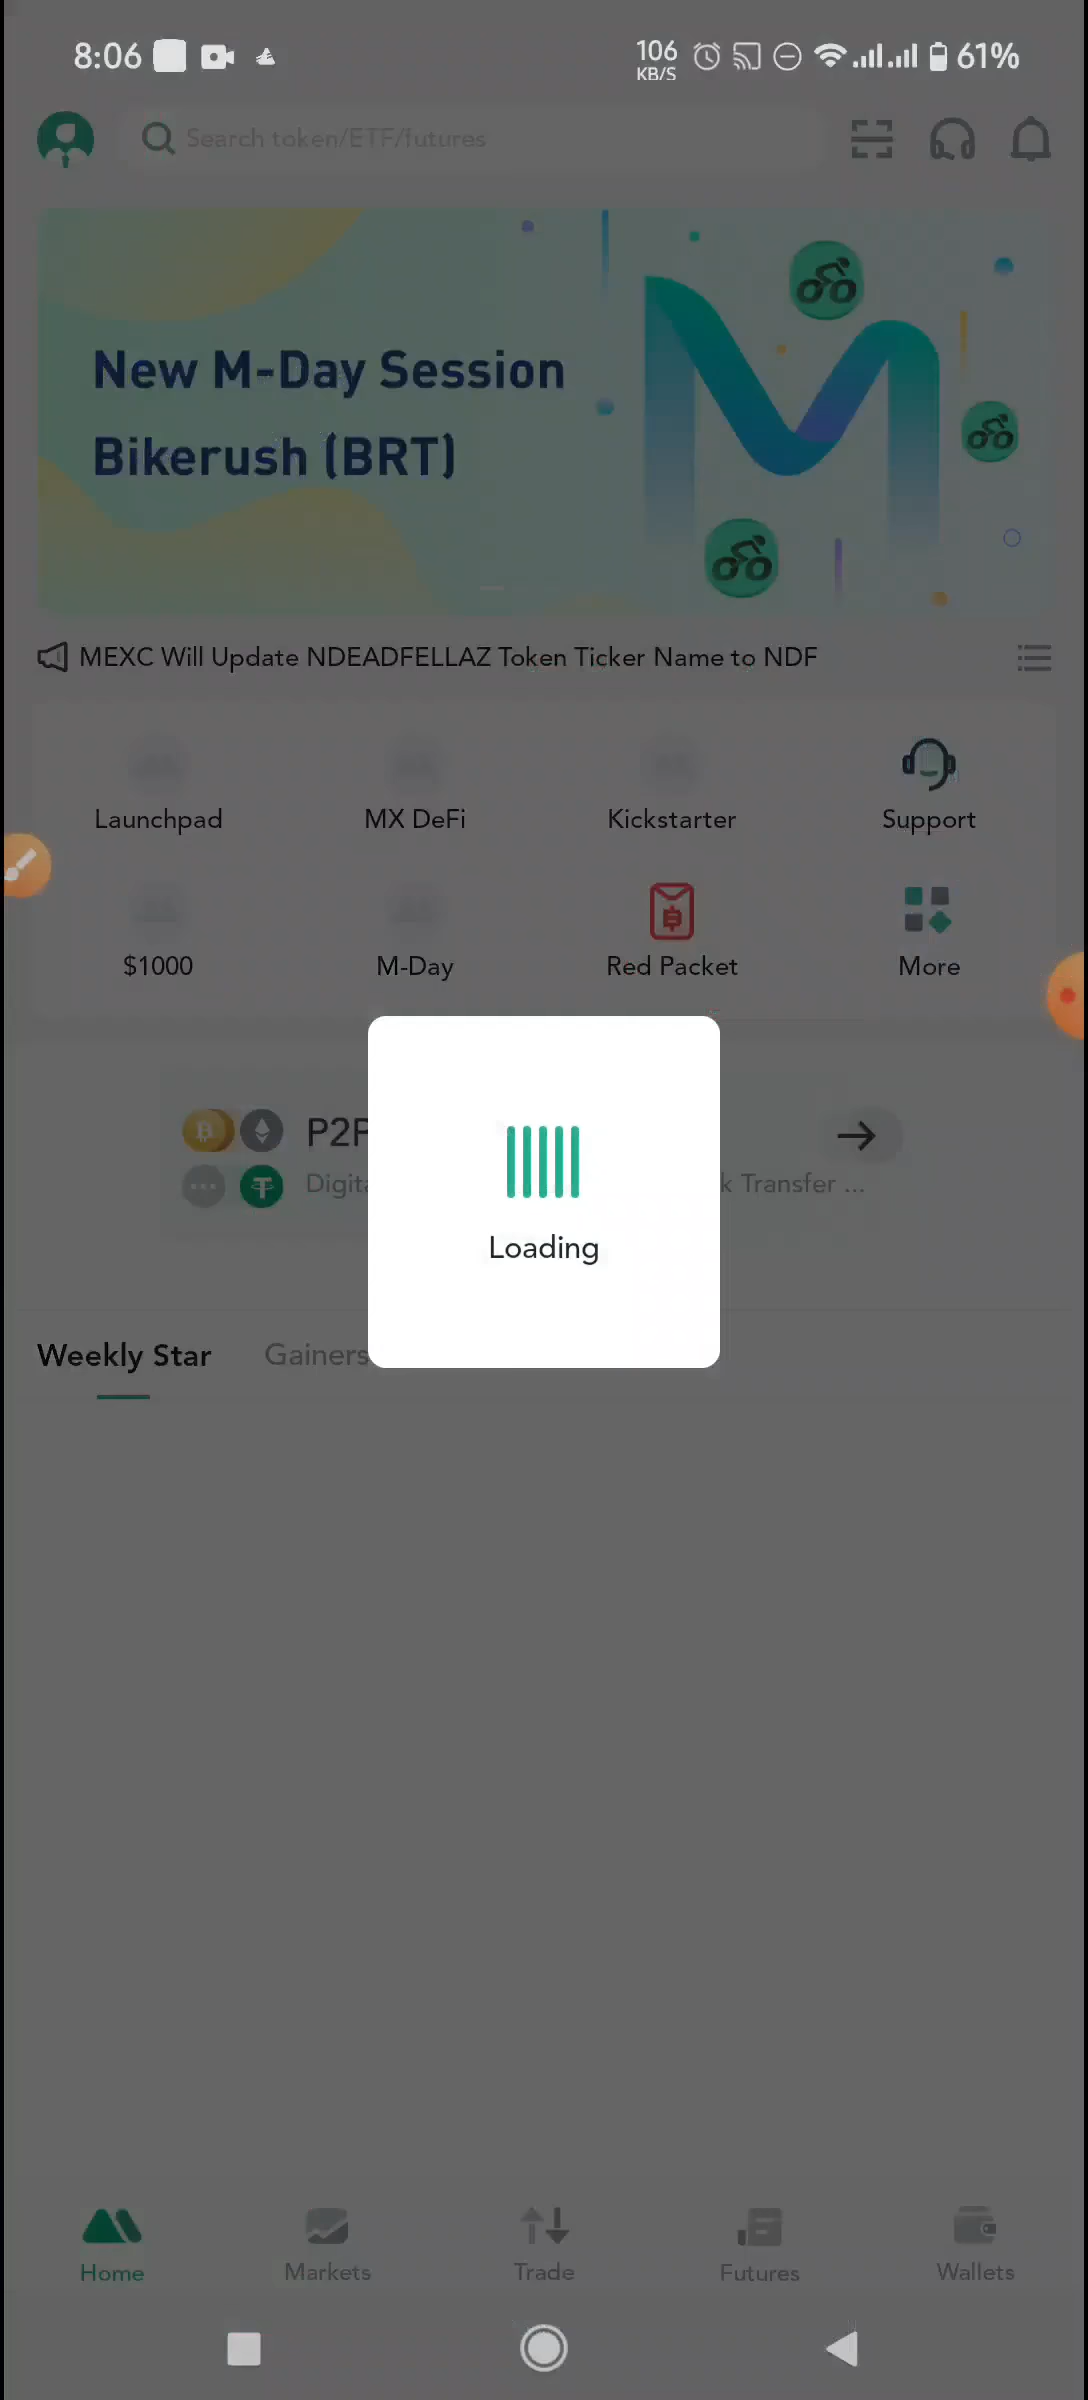 8:06
106
KB/S
61%
Search token/ETF/futures
New M-Day Session
Bikerush (BRT)
MEXC Will Update NDEADFELLAZ Token Ticker Name to NDF
Launchpad
MX DeFi
Kickstarter
Support
$1000
M-Day
Red Packet
More
P2P
k Transfer ...
Loading
Weekly Star
Gainers
Home
Markets
Trade
Futures
Wallets